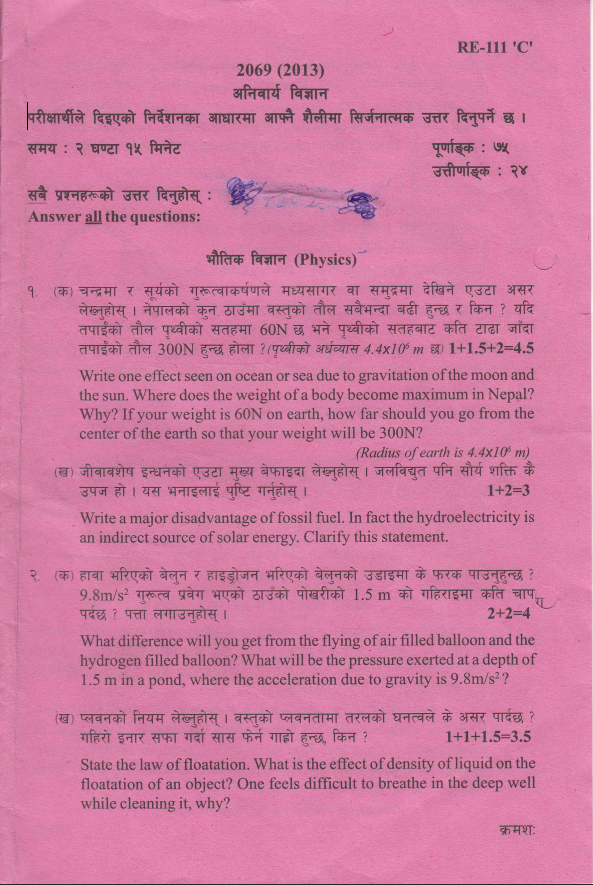 RE-111 'C'
2069 (2013)
अनिवार्य विज्ञान
परीक्षार्थीले दिइएको निर्देशनका आधारमा आफ्नै शैलीमा सिर्जनात्मक उत्तर दिनुपर्ने छ ।
समय : २ घण्टा १५ मिनेट पूर्णाङ्क : ७५
उत्तीर्णाङ्क : २४
सबै प्रश्नहरूको उत्तर दिनुहोस् :
Answer all the questions:
भौतिक विज्ञान (Physics)
१. (क) चन्द्रमा र सूर्यको गुरूत्वाकर्षणले मध्यसागर वा समुद्रमा देखिने एउटा असर
लेख्नुहोस् । नेपालको कुन ठाउँमा वस्तुको तौल सबैभन्दा बढी हुन्छ र किन ? यदि
तपाईंको तौल पृथ्वीको सतहमा 60N छ भने पृथ्वीको सतहबाट कति टाढा जाँदा
तपाईंको तौल 300N हुन्छ होला ? (पृथ्वीको अर्धव्यास 4.4x10⁶ m छ) 1+1.5+2=4.5
Write one effect seen on ocean or sea due to gravitation of the moon and
the sun. Where does the weight of a body become maximum in Nepal?
Why? If your weight is 60N on earth, how far should you go from the
center of the earth so that your weight will be 300N?
(Radius of earth is 4.4x10⁶ m)
(ख) जीवावशेष इन्धनको एउटा मुख्य बेफाइदा लेख्नुहोस् । जलविद्युत पनि सौर्य शक्ति कै
उपज हो । यस भनाइलाई पुष्टि गर्नुहोस् । 1+2=3
Write a major disadvantage of fossil fuel. In fact the hydroelectricity is
an indirect source of solar energy. Clarify this statement.
२. (क) हावा भरिएको बेलुन र हाइड्रोजन भरिएको बेलुनको उडाइमा के फरक पाउनुहुन्छ ?
9.8m/s² गुरूत्व प्रवेग भएको ठाउँको पोखरीको 1.5 m को गहिराइमा कति चाप
पर्दछ ? पत्ता लगाउनुहोस् । 2+2=4
What difference will you get from the flying of air filled balloon and the
hydrogen filled balloon? What will be the pressure exerted at a depth of
1.5 m in a pond, where the acceleration due to gravity is 9.8m/s² ?
(ख) प्लवनको नियम लेख्नुहोस् । वस्तुको प्लवनतामा तरलको घनत्वले के असर पार्दछ ?
गहिरो इनार सफा गर्दा सास फेर्न गाह्रो हुन्छ, किन ? 1+1+1.5=3.5
State the law of floatation. What is the effect of density of liquid on the
floatation of an object? One feels difficult to breathe in the deep well
while cleaning it, why?
क्रमशः